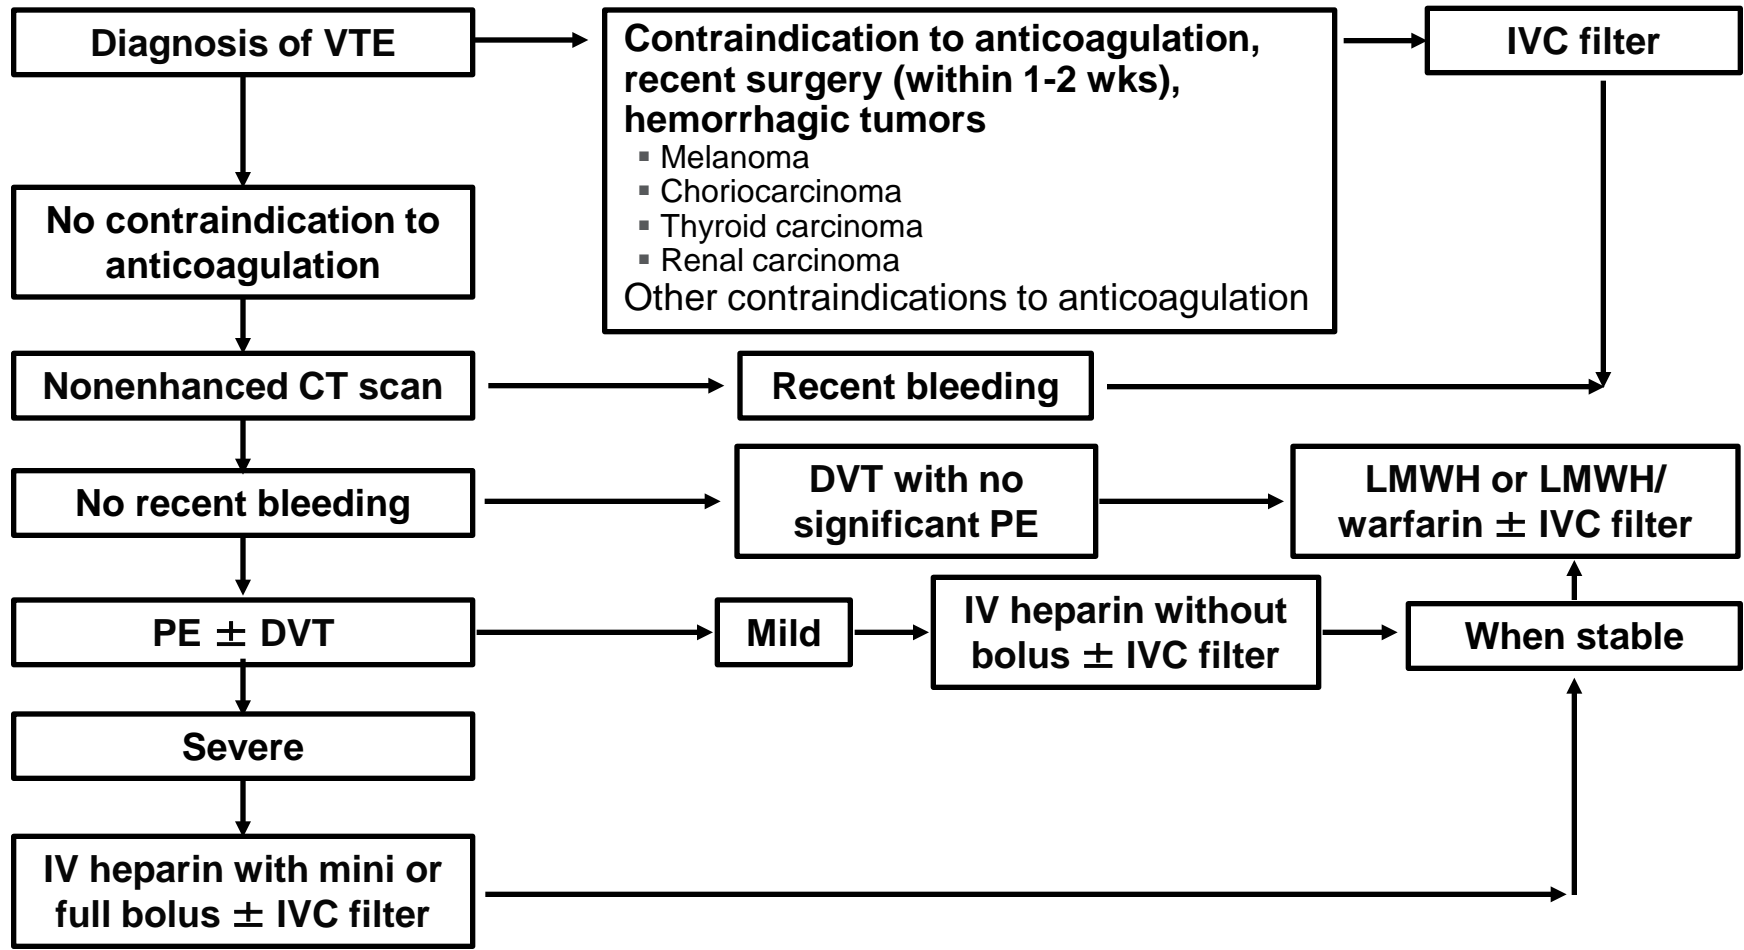 Diagnosis of VTE
Contraindication to anticoagulation,
recent surgery (within 1-2 wks),
hemorrhagic tumors
▪ Melanoma
▪ Choriocarcinoma
▪ Thyroid carcinoma
▪ Renal carcinoma
Other contraindications to anticoagulation
IVC filter
No contraindication to
anticoagulation
Nonenhanced CT scan
Recent bleeding
No recent bleeding
DVT with no
significant PE
LMWH or LMWH/
warfarin ± IVC filter
PE ± DVT
Mild
IV heparin without
bolus ± IVC filter
When stable
Severe
IV heparin with mini or
full bolus ± IVC filter